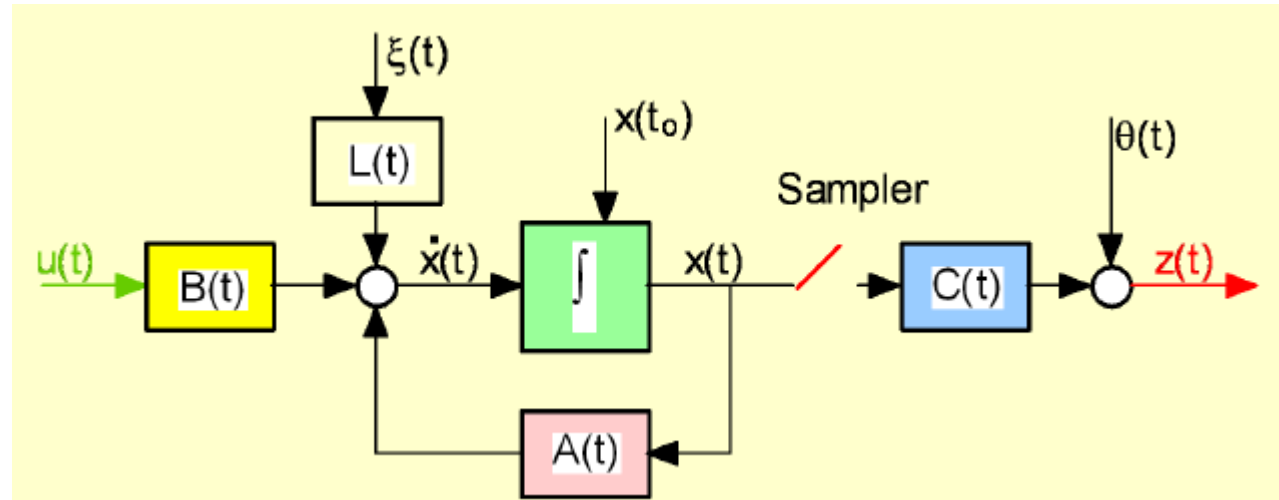 ξ(t)
x(t₀)
θ(t)
L(t)
Sampler
u(t)
B(t)
ẋ(t)
∫
x(t)
C(t)
z(t)
A(t)